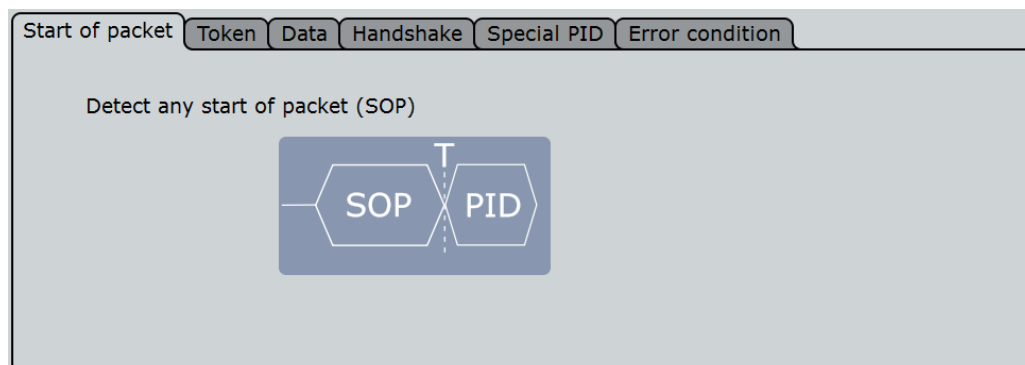 Start of packet Token Data Handshake Special PID Error condition
Detect any start of packet (SOP)
T
SOP PID